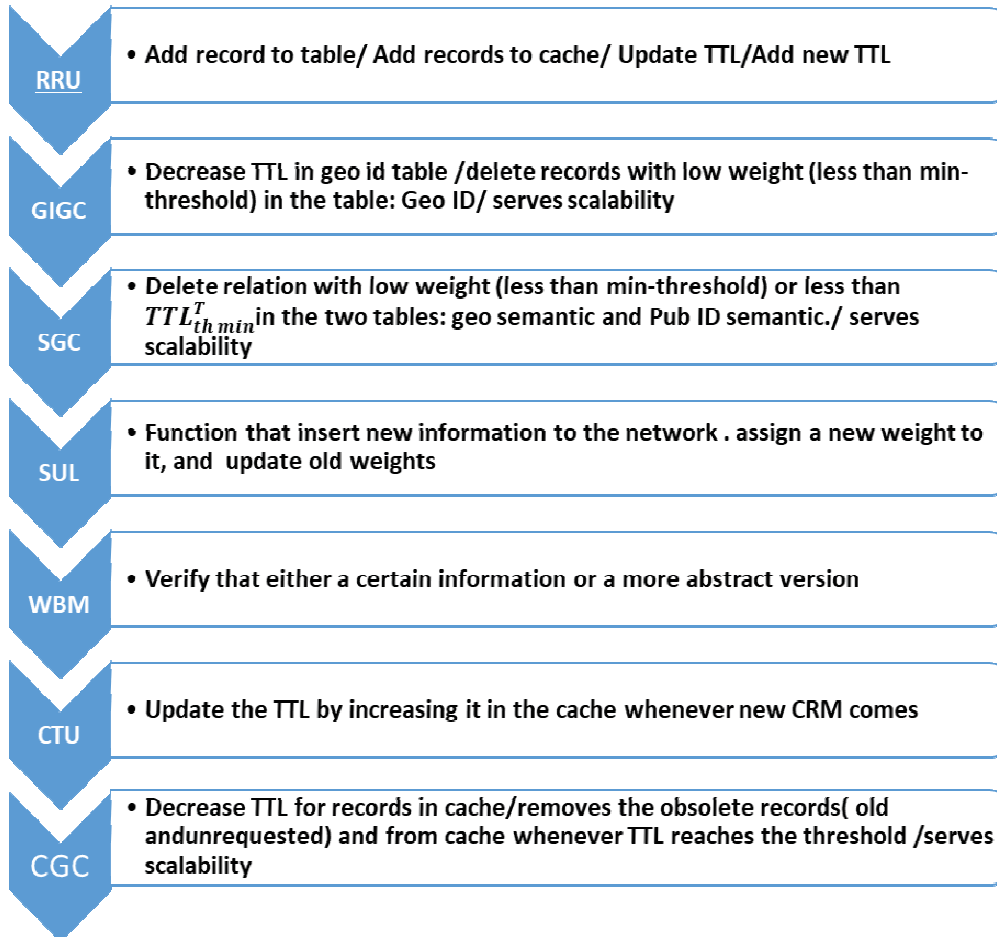 RRU
• Add record to table/ Add records to cache/ Update TTL/Add new TTL
GIGC
• Decrease TTL in geo id table /delete records with low weight (less than min-
threshold) in the table: Geo ID/ serves scalability
SGC
• Delete relation with low weight (less than min-threshold) or less than
$TTL_{th\ min}^{T}$in the two tables: geo semantic and Pub ID semantic./ serves
scalability
SUL
• Function that insert new information to the network . assign a new weight to
it, and update old weights
WBM
• Verify that either a certain information or a more abstract version
CTU
• Update the TTL by increasing it in the cache whenever new CRM comes
CGC
• Decrease TTL for records in cache/removes the obsolete records( old
andunrequested) and from cache whenever TTL reaches the threshold /serves
scalability